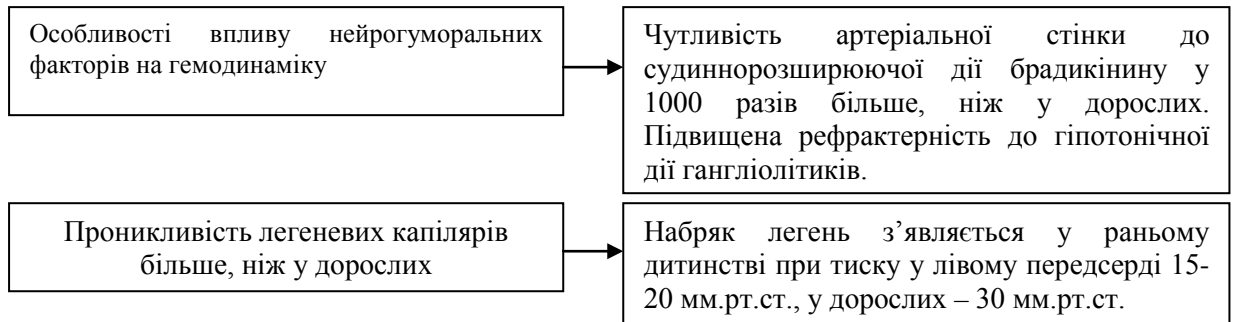 Особливості впливу нейрогуморальних
факторів на гемодинаміку
Чутливість артеріальної стінки до
судиннорозширюючої дії брадикініну у
1000 разів більше, ніж у дорослих.
Підвищена рефрактерність до гіпотонічної
дії гангліолітиків.
Проникливість легеневих капілярів
більше, ніж у дорослих
Набряк легень з’являється у раньому
дитинстві при тиску у лівому передсерді 15-
20 мм.рт.ст., у дорослих – 30 мм.рт.ст.